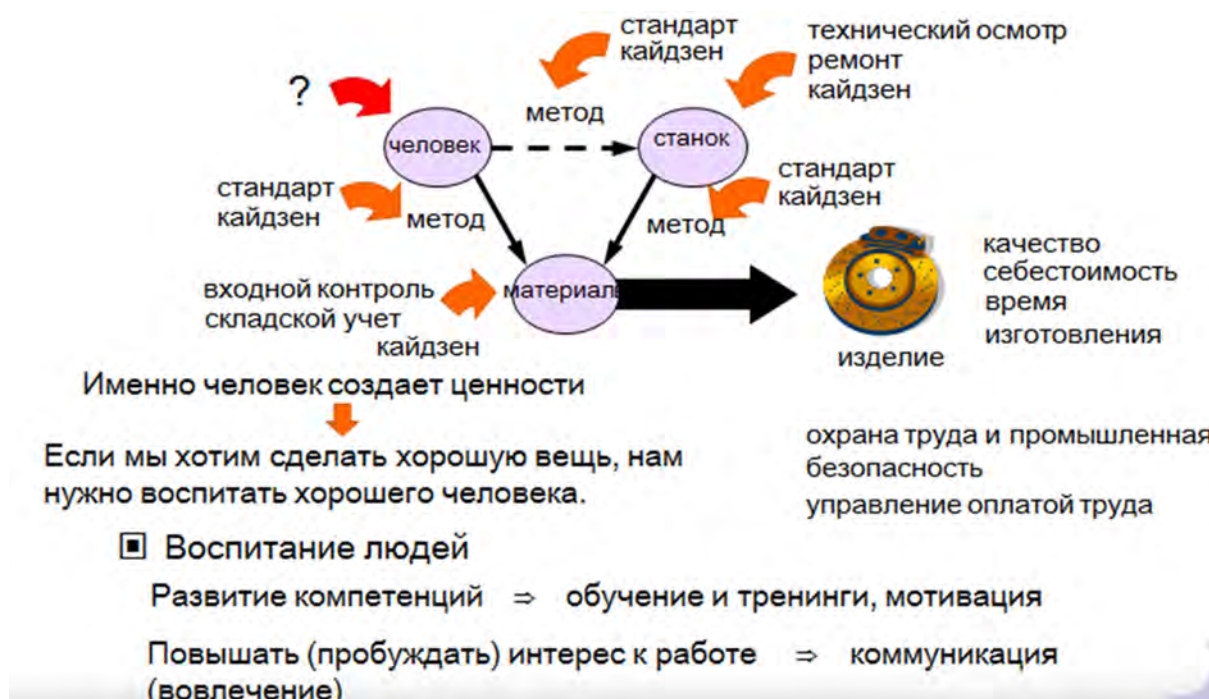 стандарт
кайдзен
технический осмотр
ремонт
кайдзен
?
метод
человек
станок
стандарт
кайдзен
метод
стандарт
кайдзен
метод
входной контроль
складской учет
кайдзен
материал
изделие
качество
себестоимость
время
изготовления
Именно человек создает ценности
Если мы хотим сделать хорошую вещь, нам
нужно воспитать хорошего человека.
охрана труда и промышленная
безопасность
управление оплатой труда
Воспитание людей
Развитие компетенций ⇒ обучение и тренинги, мотивация
Повышать (пробуждать) интерес к работе ⇒ коммуникация
(вовлечение)